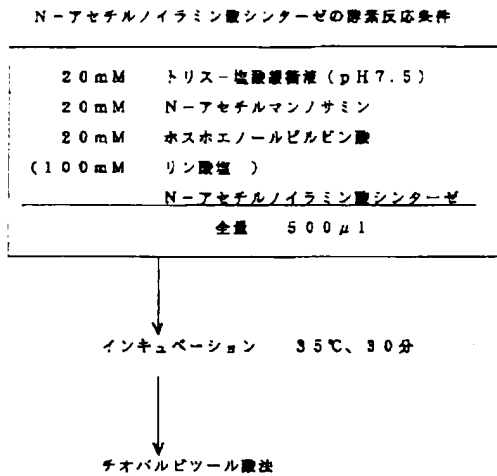 N－アセチルノイラミン酸シンターゼの酵素反応条件
20mM トリス－塩酸緩衝液（pH7.5）
20mM N－アセチルマンノサミン
20mM ホスホエノールピルビン酸
(100mM リン酸塩 )
N－アセチルノイラミン酸シンターゼ
全量 500μl
インキュベーション 35℃、30分
チオバルビツール酸法